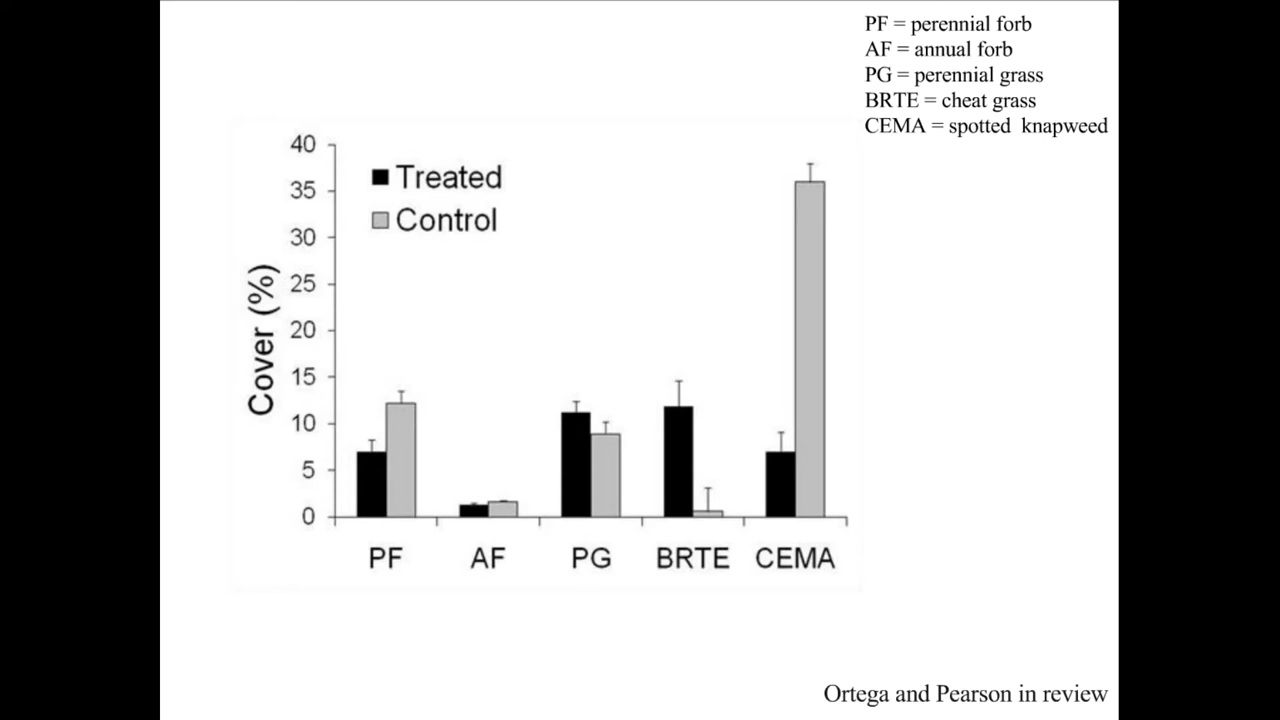 PF = perennial forb
AF = annual forb
PG = perennial grass
BRTE = cheat grass
CEMA = spotted knapweed
40
35
30
25
20
15
10
5
0
Cover (%)
Treated
Control
PF AF PG BRTE CEMA
Ortega and Pearson in review